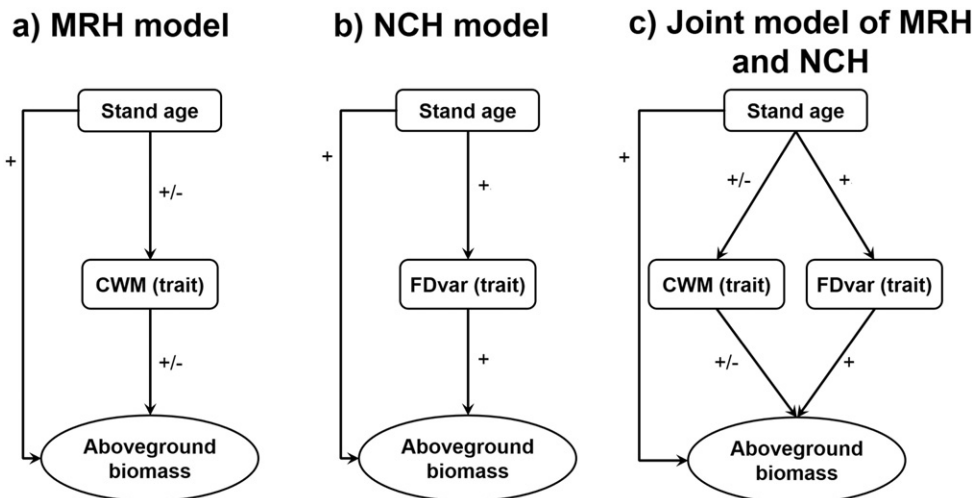 a) MRH model
Stand age
+
+/-
CWM (trait)
+/-
Aboveground
biomass
b) NCH model
Stand age
+
+
FDvar (trait)
+
Aboveground
biomass
c) Joint model of MRH
and NCH
Stand age
+
+/-
+
CWM (trait)
FDvar (trait)
+/-
+
Aboveground
biomass